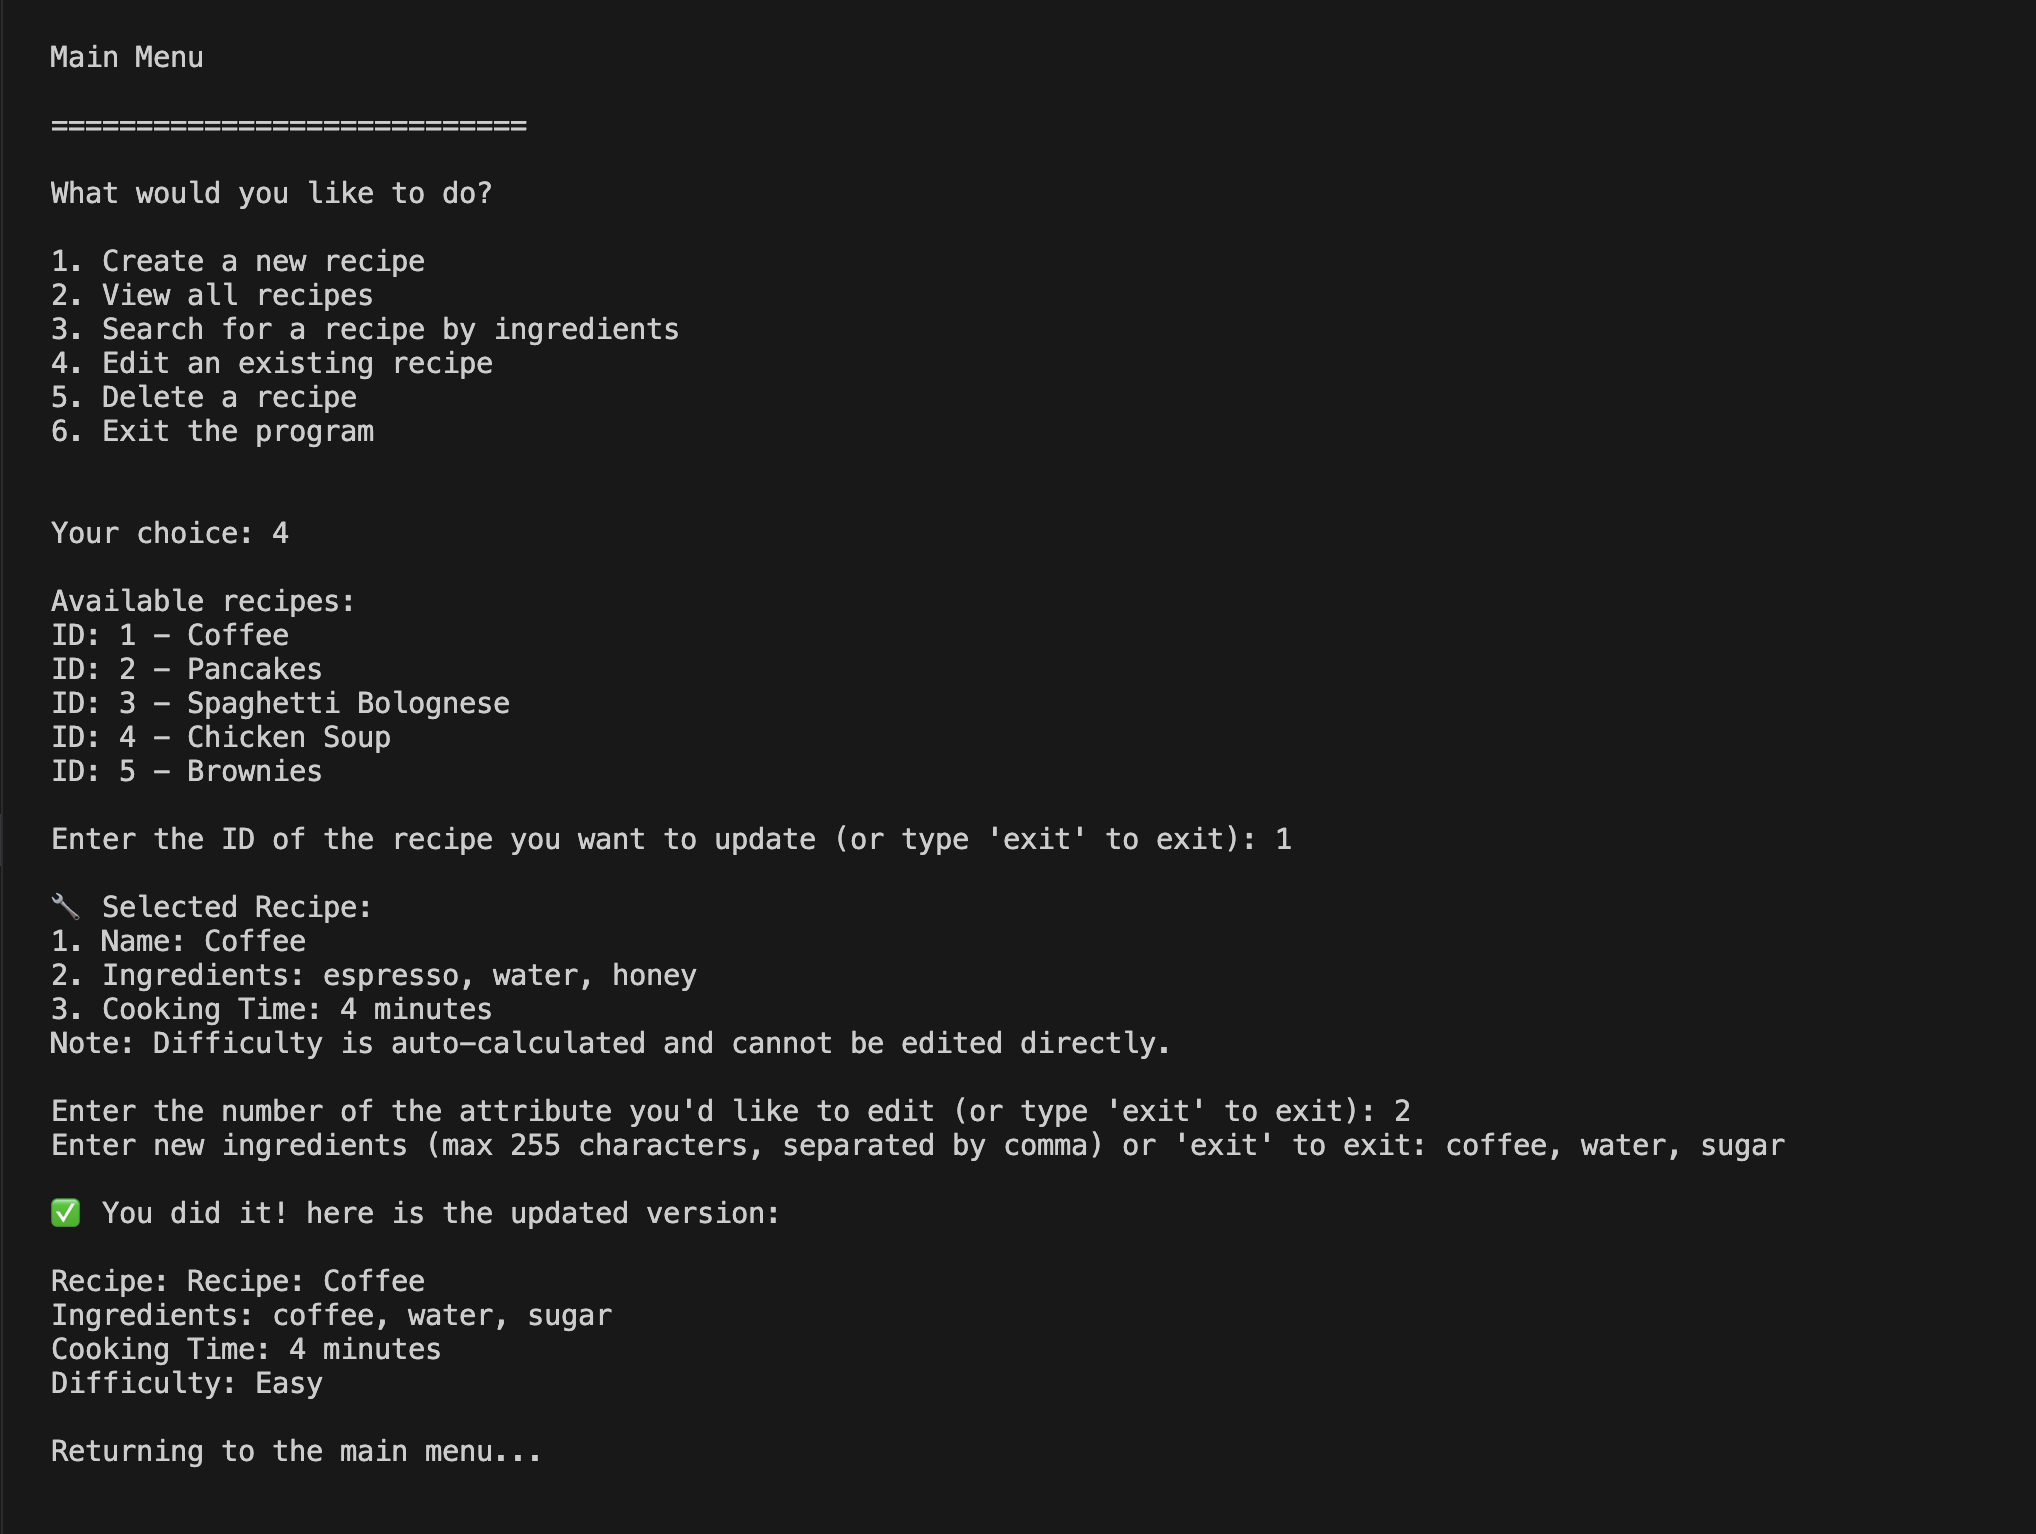 Main Menu
============================
What would you like to do?
1. Create a new recipe
2. View all recipes
3. Search for a recipe by ingredients
4. Edit an existing recipe
5. Delete a recipe
6. Exit the program
Your choice: 4
Available recipes:
ID: 1 - Coffee
ID: 2 - Pancakes
ID: 3 - Spaghetti Bolognese
ID: 4 - Chicken Soup
ID: 5 - Brownies
Enter the ID of the recipe you want to update (or type 'exit' to exit): 1
🔧 Selected Recipe:
1. Name: Coffee
2. Ingredients: espresso, water, honey
3. Cooking Time: 4 minutes
Note: Difficulty is auto-calculated and cannot be edited directly.
Enter the number of the attribute you'd like to edit (or type 'exit' to exit): 2
Enter new ingredients (max 255 characters, separated by comma) or 'exit' to exit: coffee, water, sugar
✅ You did it! here is the updated version:
Recipe: Recipe: Coffee
Ingredients: coffee, water, sugar
Cooking Time: 4 minutes
Difficulty: Easy
Returning to the main menu...